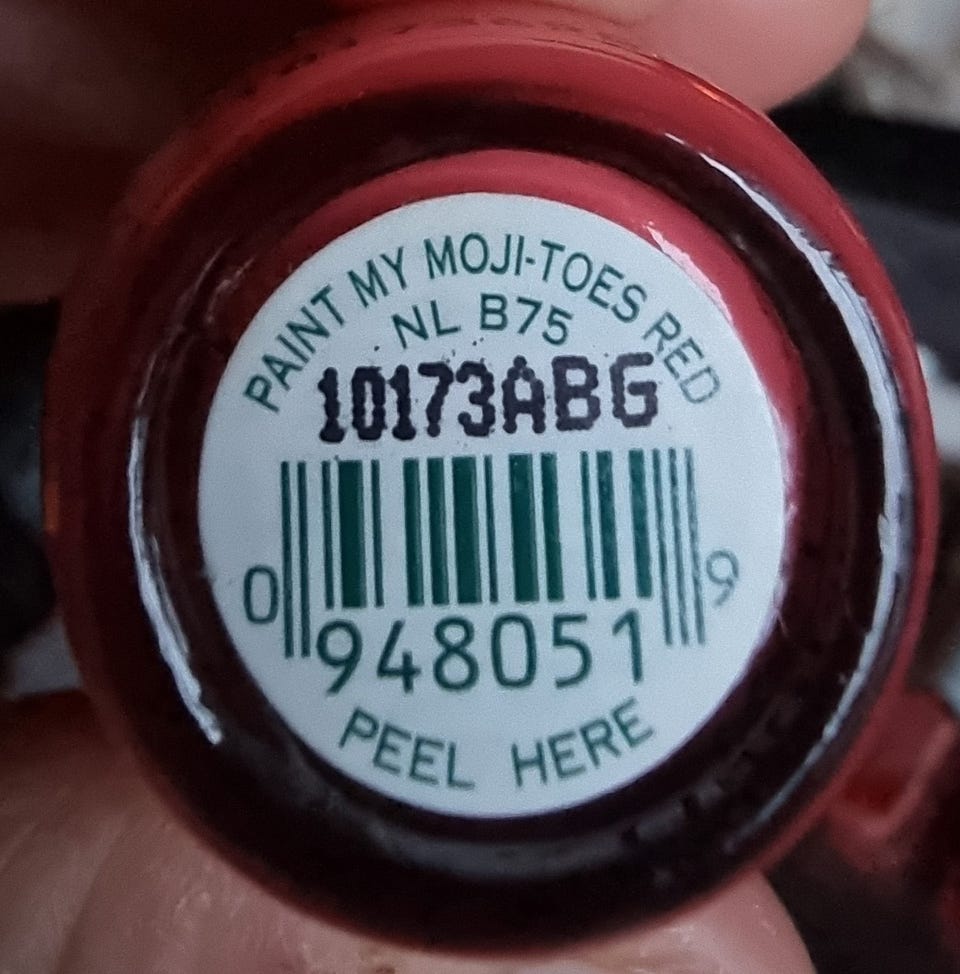 PAINT MY MOJI-TOES RED
NL B75
10173ABG
0 948051 9
PEEL HERE